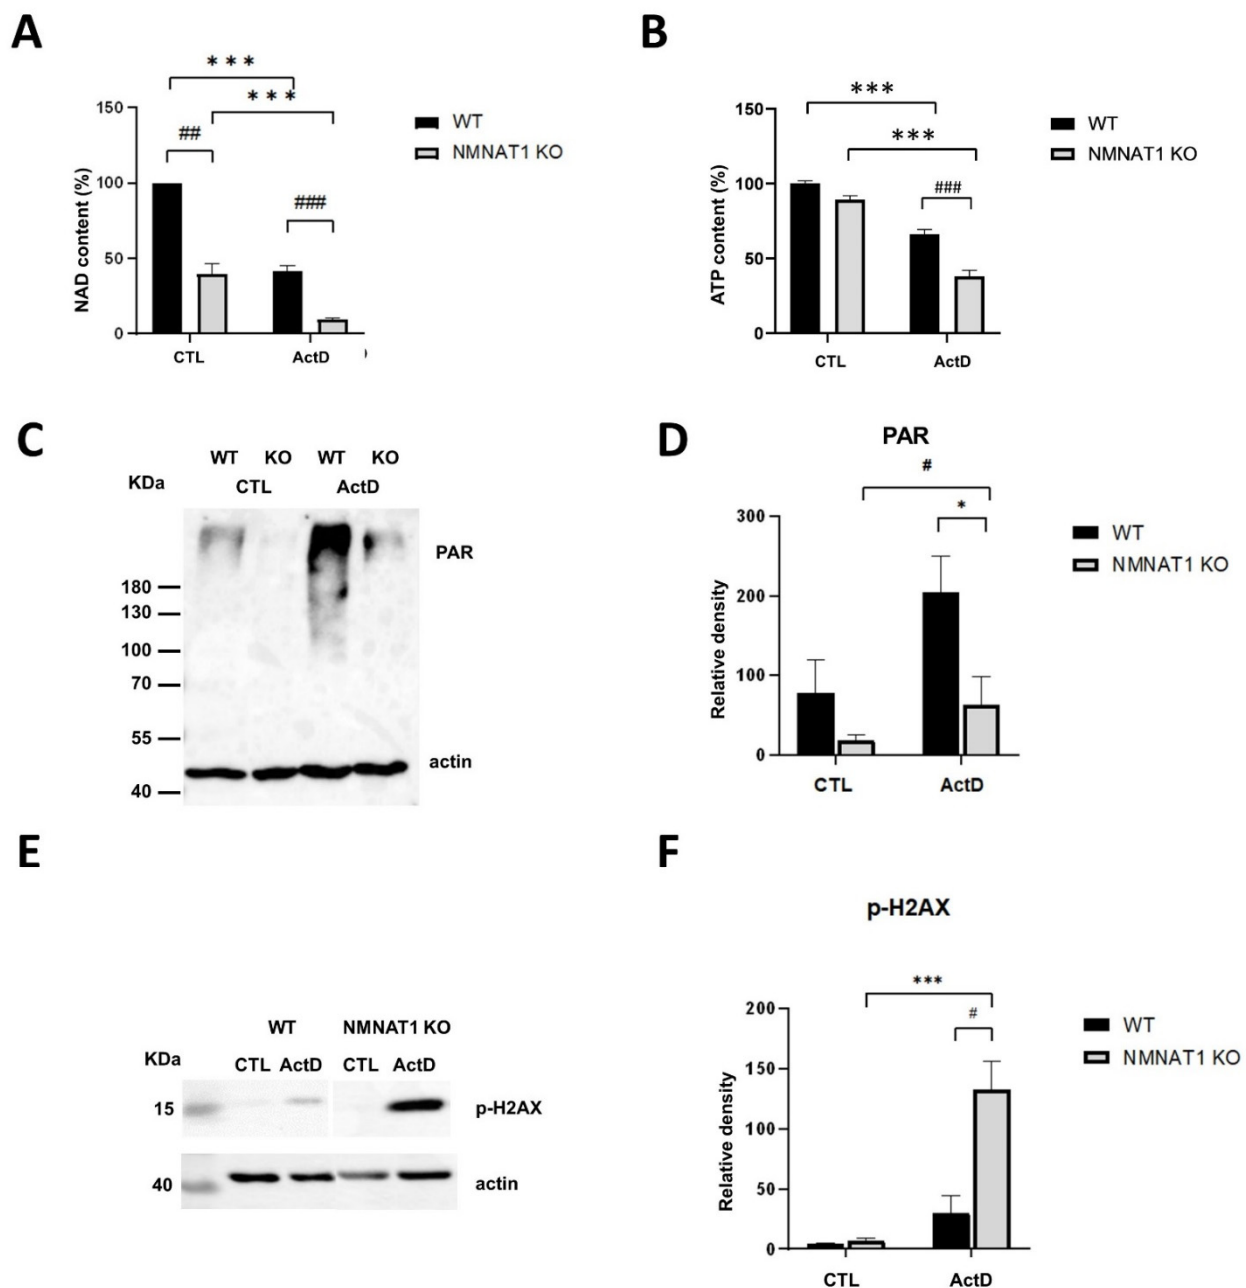 A
* * *
* * *
##
###
150
100
50
0
NAD content (%)
CTL
ActD
WT
NMNAT1 KO
B
***
***
###
150
100
50
0
ATP content (%)
CTL
ActD
WT
NMNAT1 KO
C
WT KO WT KO
KDa CTL ActD
PAR
180
130
100
70
55
actin
40
D
PAR
#
*
300
200
100
0
Relative density
CTL
ActD
WT
NMNAT1 KO
E
WT NMNAT1 KO
KDa CTL ActD CTL ActD
15 p-H2AX
40 actin
F
p-H2AX
***
#
200
150
100
50
0
Relative density
CTL
ActD
WT
NMNAT1 KO